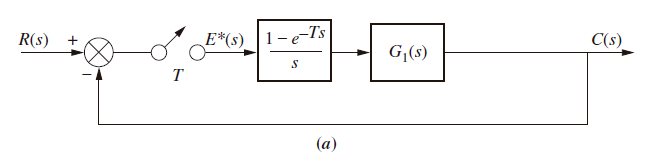 R(s) + E*(s) 1 – e^–Ts / s G₁(s) C(s)
–
T
(a)